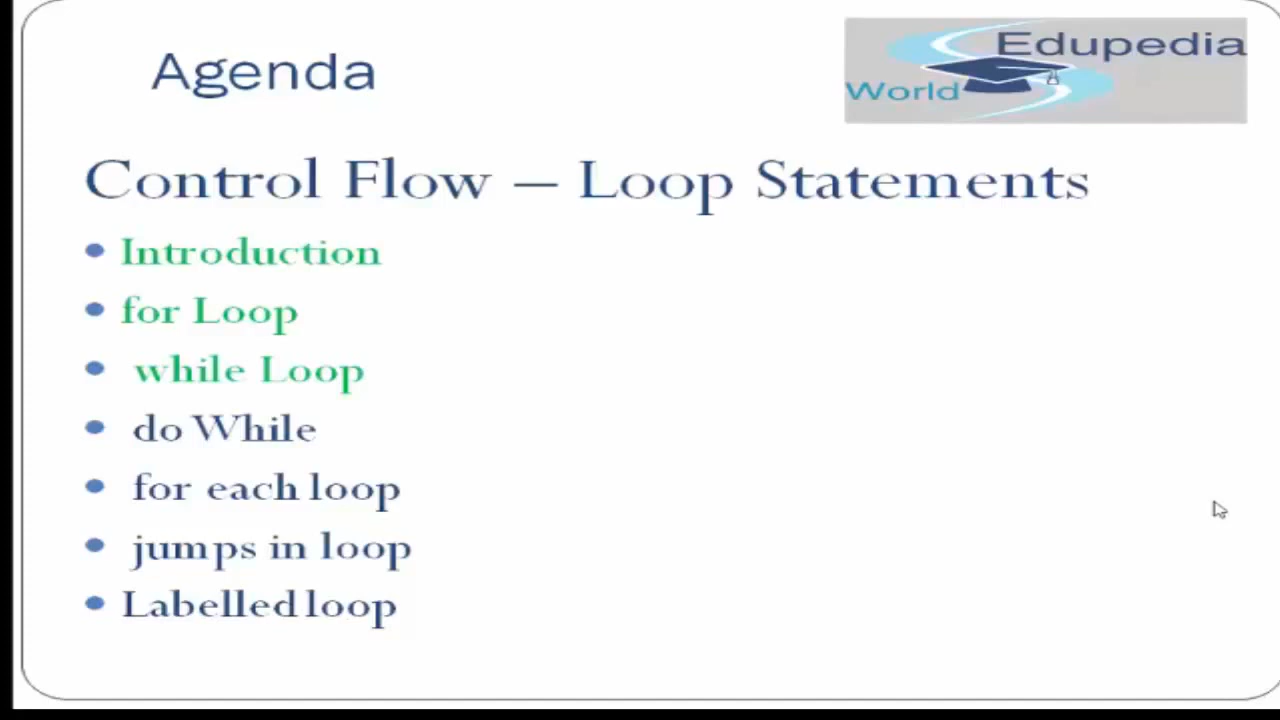 Agenda
Edupedia
World
Control Flow – Loop Statements
• Introduction
• for Loop
• while Loop
• do While
• for each loop
• jumps in loop
• Labelled loop